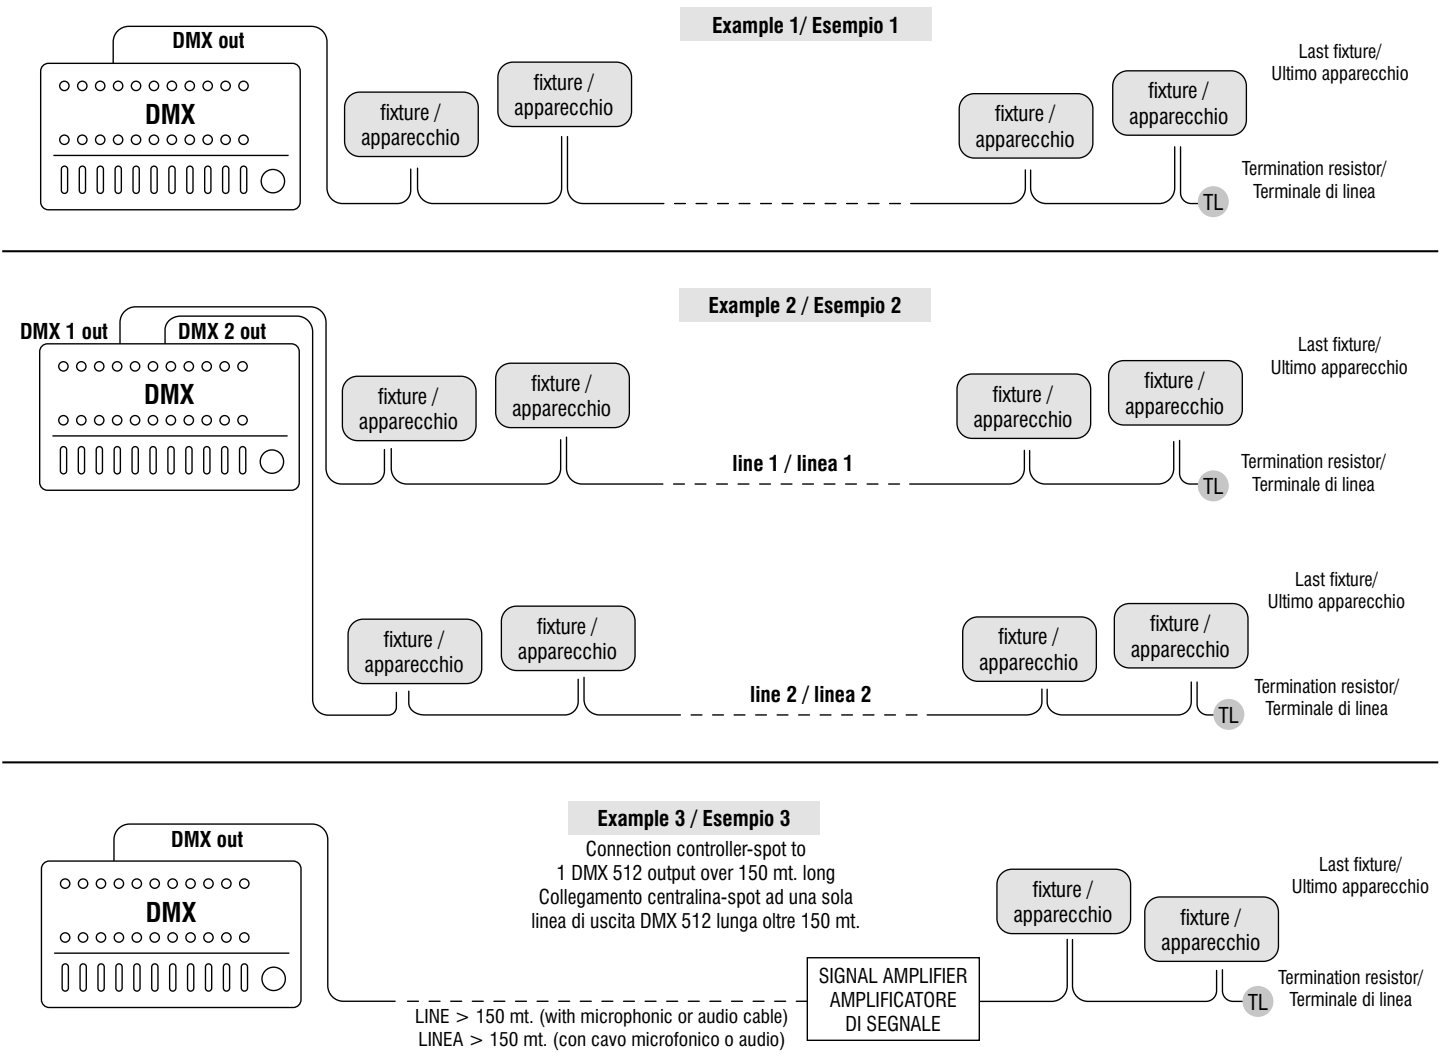 Example 1/ Esempio 1
DMX out
DMX
fixture /
apparecchio
fixture /
apparecchio
fixture /
apparecchio
fixture /
apparecchio
Last fixture/
Ultimo apparecchio
Termination resistor/
Terminale di linea
TL
Example 2 / Esempio 2
DMX 1 out
DMX 2 out
DMX
fixture /
apparecchio
fixture /
apparecchio
line 1 / linea 1
fixture /
apparecchio
fixture /
apparecchio
Last fixture/
Ultimo apparecchio
Termination resistor/
Terminale di linea
TL
fixture /
apparecchio
fixture /
apparecchio
line 2 / linea 2
fixture /
apparecchio
fixture /
apparecchio
Last fixture/
Ultimo apparecchio
Termination resistor/
Terminale di linea
TL
Example 3 / Esempio 3
Connection controller-spot to
1 DMX 512 output over 150 mt. long
Collegamento centralina-spot ad una sola
linea di uscita DMX 512 lunga oltre 150 mt.
DMX out
DMX
LINE > 150 mt. (with microphonic or audio cable)
LINEA > 150 mt. (con cavo microfonico o audio)
SIGNAL AMPLIFIER
AMPLIFICATORE
DI SEGNALE
fixture /
apparecchio
fixture /
apparecchio
Last fixture/
Ultimo apparecchio
Termination resistor/
Terminale di linea
TL